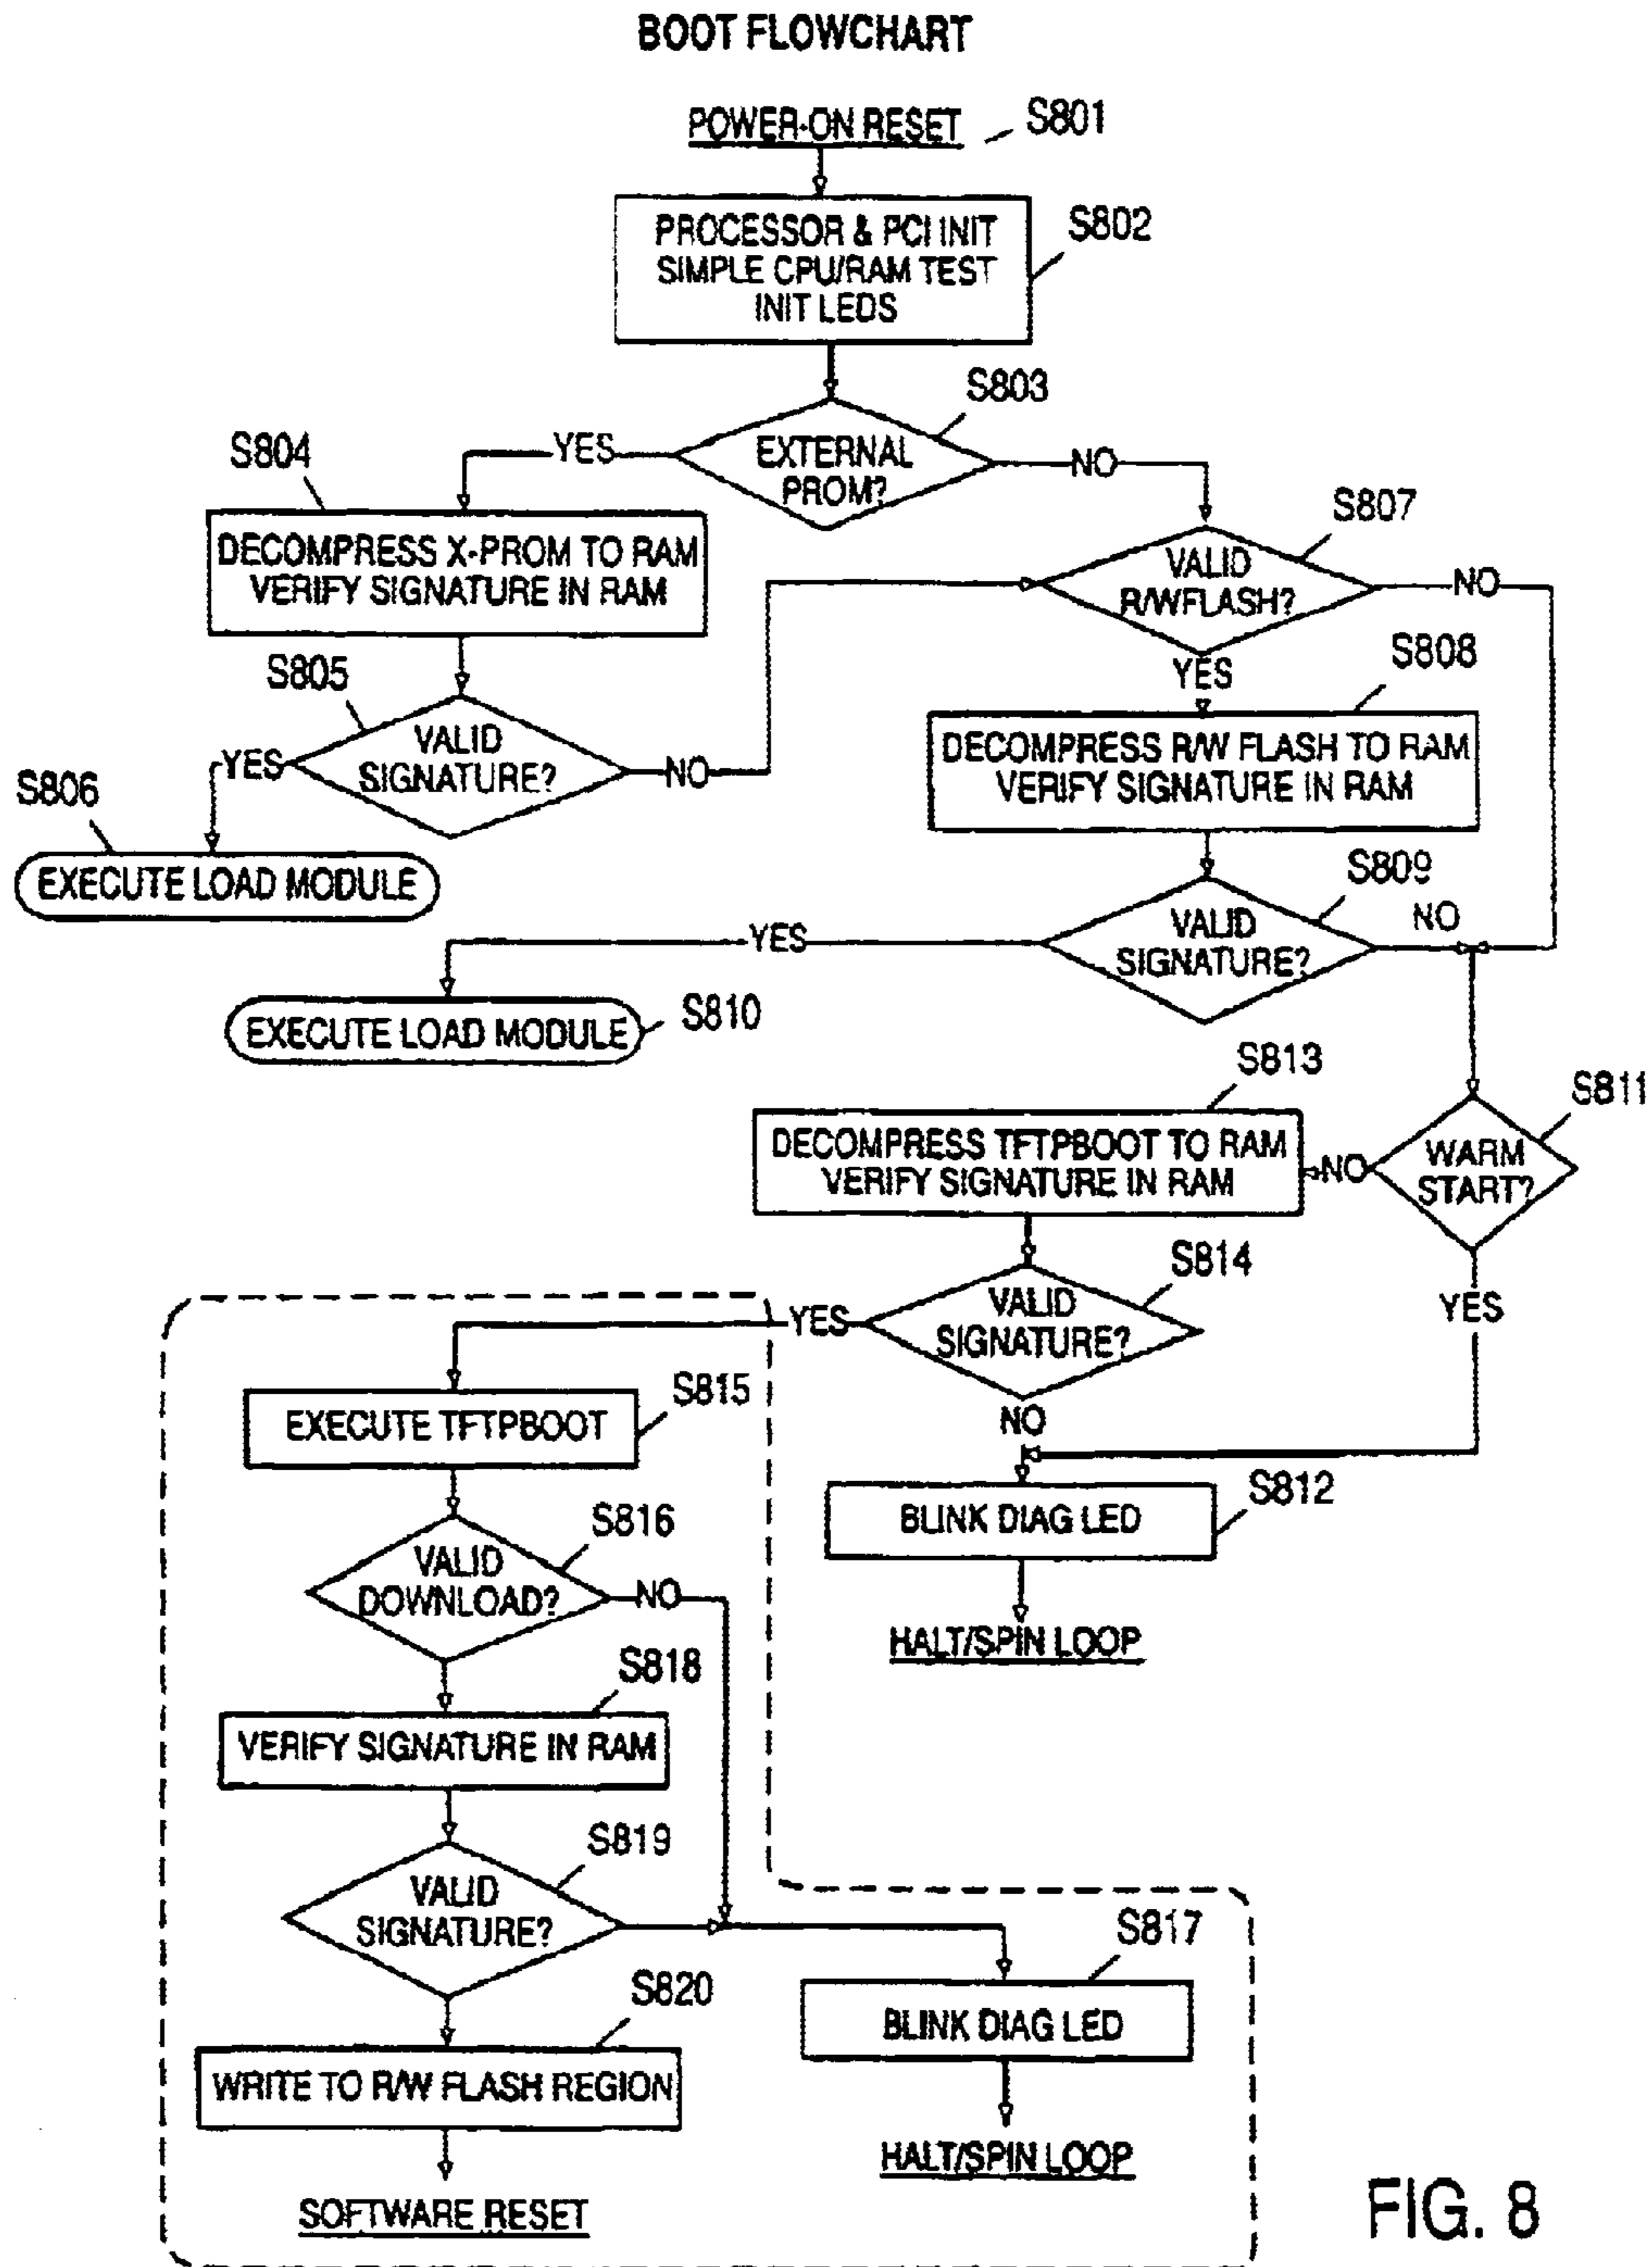 BOOT FLOWCHART
POWER-ON RESET
S801
PROCESSOR & PCI INIT
SIMPLE CPU/RAM TEST
INIT LEDS
S802
S803
EXTERNAL
PROM?
YES
NO
S804
DECOMPRESS X-PROM TO RAM
VERIFY SIGNATURE IN RAM
S807
VALID
R/WFLASH?
NO
YES
S805
VALID
SIGNATURE?
YES
NO
S808
DECOMPRESS R/W FLASH TO RAM
VERIFY SIGNATURE IN RAM
S806
EXECUTE LOAD MODULE
S809
VALID
SIGNATURE?
NO
YES
EXECUTE LOAD MODULE
S810
S813
DECOMPRESS TFTPBOOT TO RAM
VERIFY SIGNATURE IN RAM
NO
S811
WARM
START?
YES
S814
VALID
SIGNATURE?
YES
NO
S815
EXECUTE TFTPBOOT
S812
BLINK DIAG LED
HALT/SPIN LOOP
S816
VALID
DOWNLOAD?
NO
S818
VERIFY SIGNATURE IN RAM
S819
VALID
SIGNATURE?
S817
BLINK DIAG LED
HALT/SPIN LOOP
S820
WRITE TO R/W FLASH REGION
SOFTWARE RESET
FIG. 8